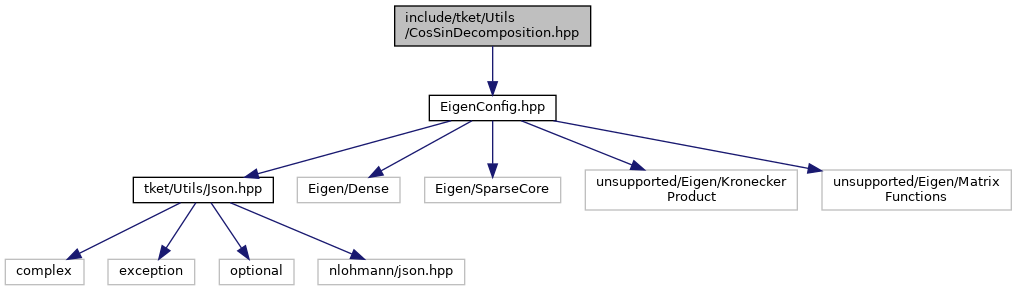 include/tket/Utils
/CosSinDecomposition.hpp
EigenConfig.hpp
tket/Utils/Json.hpp
Eigen/Dense
Eigen/SparseCore
unsupported/Eigen/Kronecker
Product
unsupported/Eigen/Matrix
Functions
complex
exception
optional
nlohmann/json.hpp